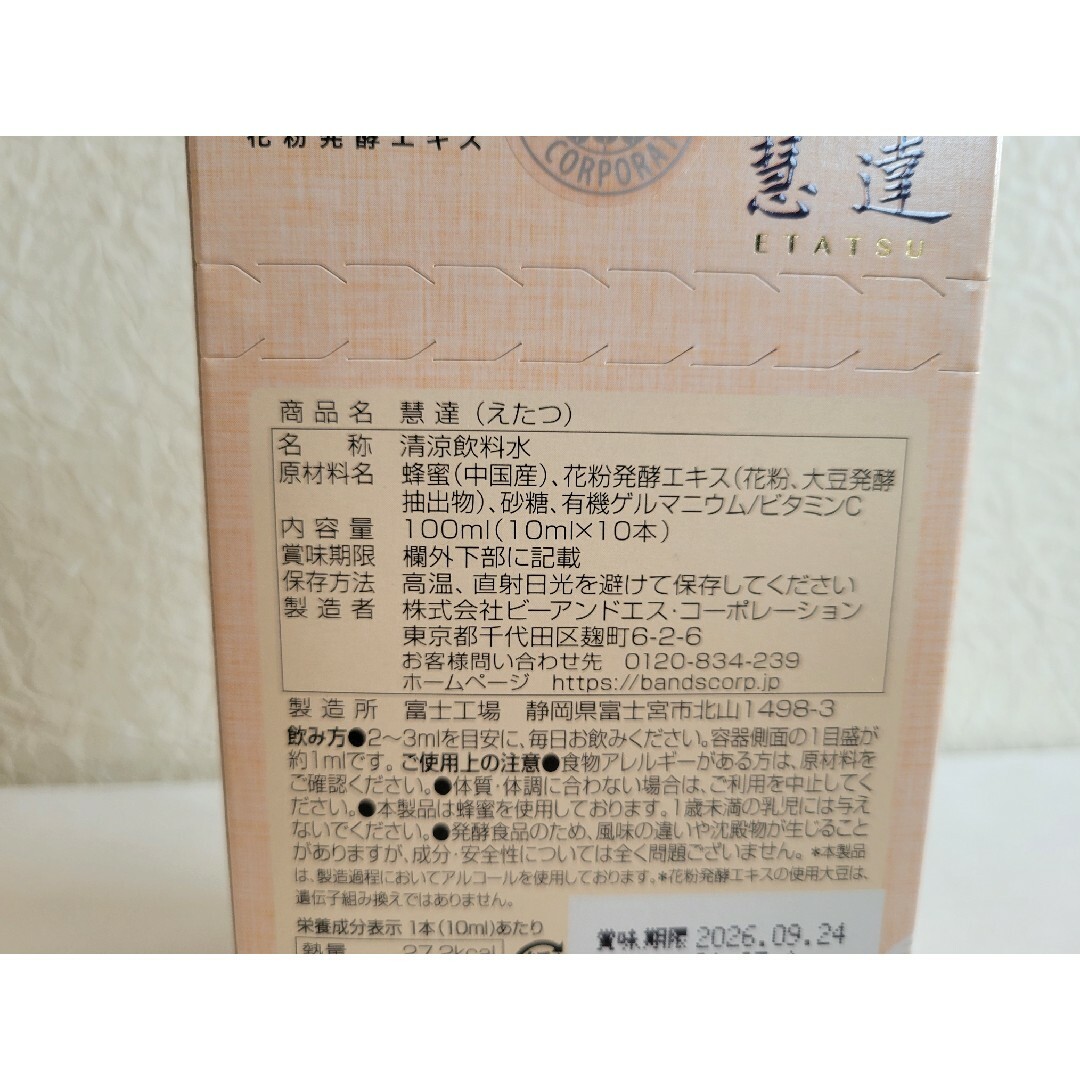 花粉発酵エキス
CORPORAT
慧達
ETATSU
商品名 慧達（えたつ）
名 称 清涼飲料水
原材料名 蜂蜜（中国産）、花粉発酵エキス（花粉、大豆発酵
抽出物）、砂糖、有機ゲルマニウム/ビタミンC
内容量 100ml（10ml×10本）
賞味期限 欄外下部に記載
保存方法 高温、直射日光を避けて保存してください
製造者 株式会社ビーアンドエス・コーポレーション
東京都千代田区麹町6-2-6
お客様問い合わせ先 0120-834-239
ホームページ https://bandscorp.jp
製造所 富士工場 静岡県富士宮市北山1498-3
飲み方●2〜3mlを目安に、毎日お飲みください。容器側面の1目盛が
約1mlです。ご使用上の注意●食物アレルギーがある方は、原材料を
ご確認ください。●体質・体調に合わない場合は、ご利用を中止してく
ださい。●本製品は蜂蜜を使用しております。1歳未満の乳児には与え
ないでください。●発酵食品のため、風味の違いや沈殿物が生じること
がありますが、成分・安全性については全く問題ございません。＊本製品
は、製造過程においてアルコールを使用しております。＊花粉発酵エキスの使用大豆は、
遺伝子組み換えではありません。
栄養成分表示 1本（10ml）あたり
熱量 27.2kcal
賞味期限 2026.09.24